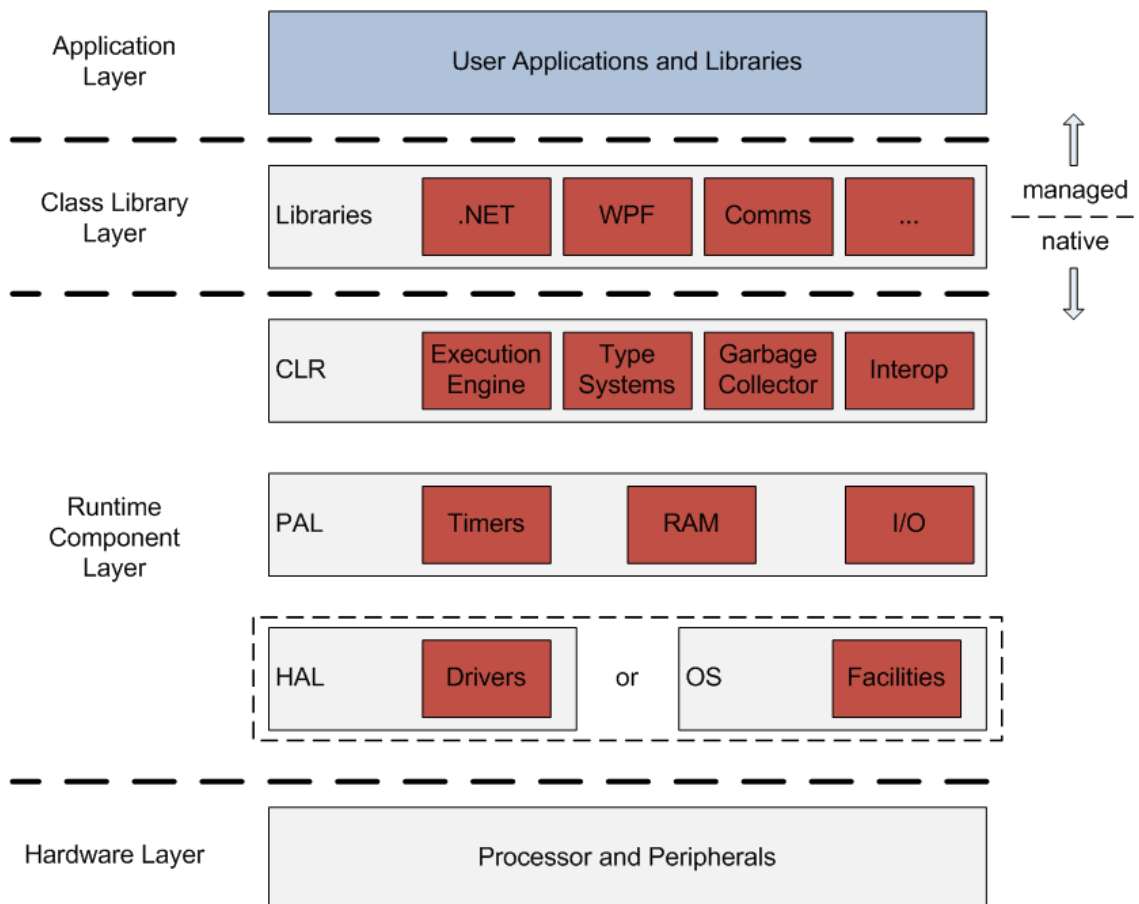 Application
Layer
User Applications and Libraries
Class Library
Layer
Libraries
.NET
WPF
Comms
...
managed
native
CLR
Execution
Engine
Type
Systems
Garbage
Collector
Interop
Runtime
Component
Layer
PAL
Timers
RAM
I/O
HAL
Drivers
or
OS
Facilities
Hardware Layer
Processor and Peripherals